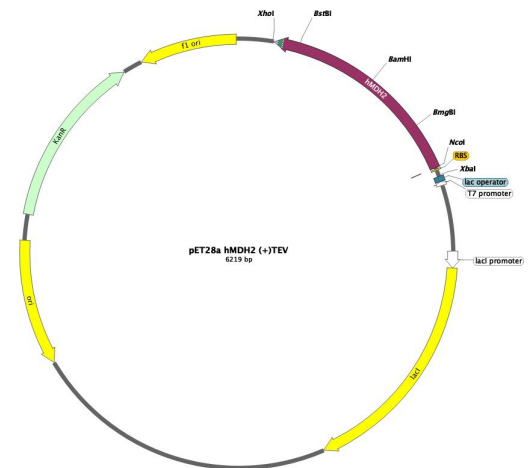 XhoI
BstBI
BamHI
hMDH2
BmgBI
NcoI
RBS
XbaI
lac operator
T7 promoter
lacI promoter
lacI
ori
KanR
f1 ori
pET28a hMDH2 (+)TEV
6219 bp